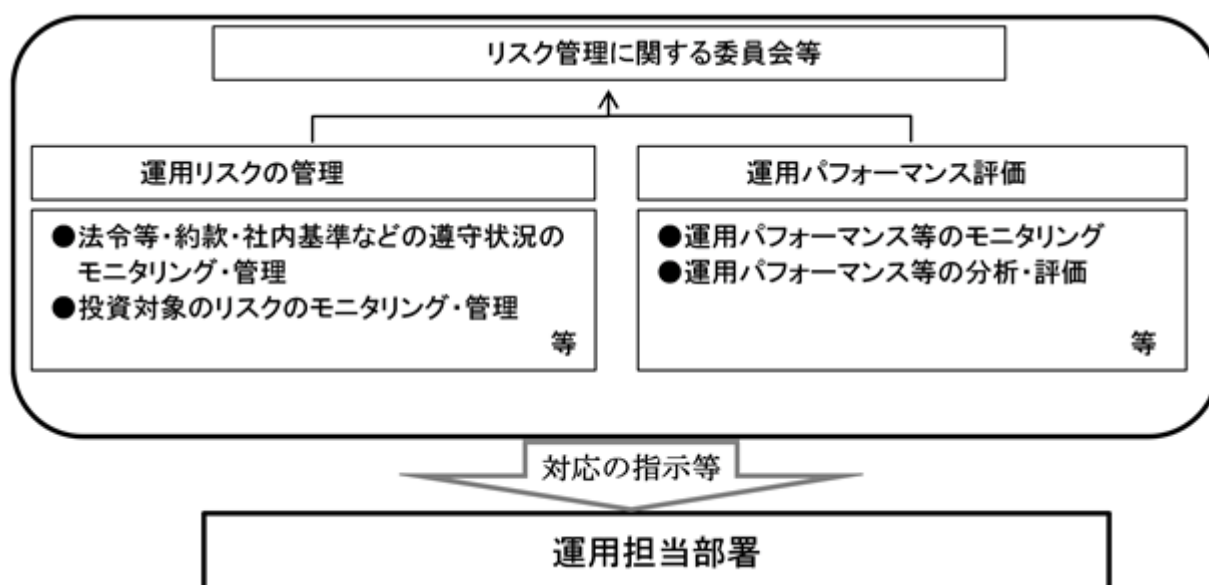 リスク管理に関する委員会等
運用リスクの管理
●法令等・約款・社内基準などの遵守状況の
モニタリング・管理
●投資対象のリスクのモニタリング・管理
等
運用パフォーマンス評価
●運用パフォーマンス等のモニタリング
●運用パフォーマンス等の分析・評価
等
対応の指示等
運用担当部署